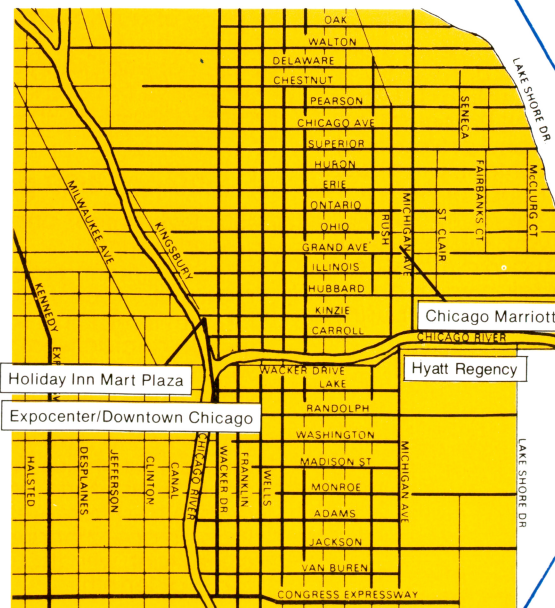 OAK
WALTON
DELAWARE
CHESTNUT
LAKE SHORE DR
PEARSON
SENECA
CHICAGO AVE
SUPERIOR
HURON
FAIRBANKS CT
McCLURG CT
ERIE
MILWAUKEE AVE
ONTARIO
MICHIGAN AVE
ST CLAIR
RUSH
OHIO
KINGSBURY
GRAND AVE
ILLINOIS
HUBBARD
KENNEDY EXP
KINZIE
Chicago Marriott
CARROLL
CHICAGO RIVER
Holiday Inn Mart Plaza
WACKER DRIVE
Hyatt Regency
LAKE
Expocenter/Downtown Chicago
RANDOLPH
WASHINGTON
HALSTED
DESPLAINES
JEFFERSON
CLINTON
CANAL
CHICAGO RIVER
WACKER DR
FRANKLIN
WELLS
MADISON ST
MICHIGAN AVE
LAKE SHORE DR
MONROE
ADAMS
JACKSON
VAN BUREN
CONGRESS EXPRESSWAY